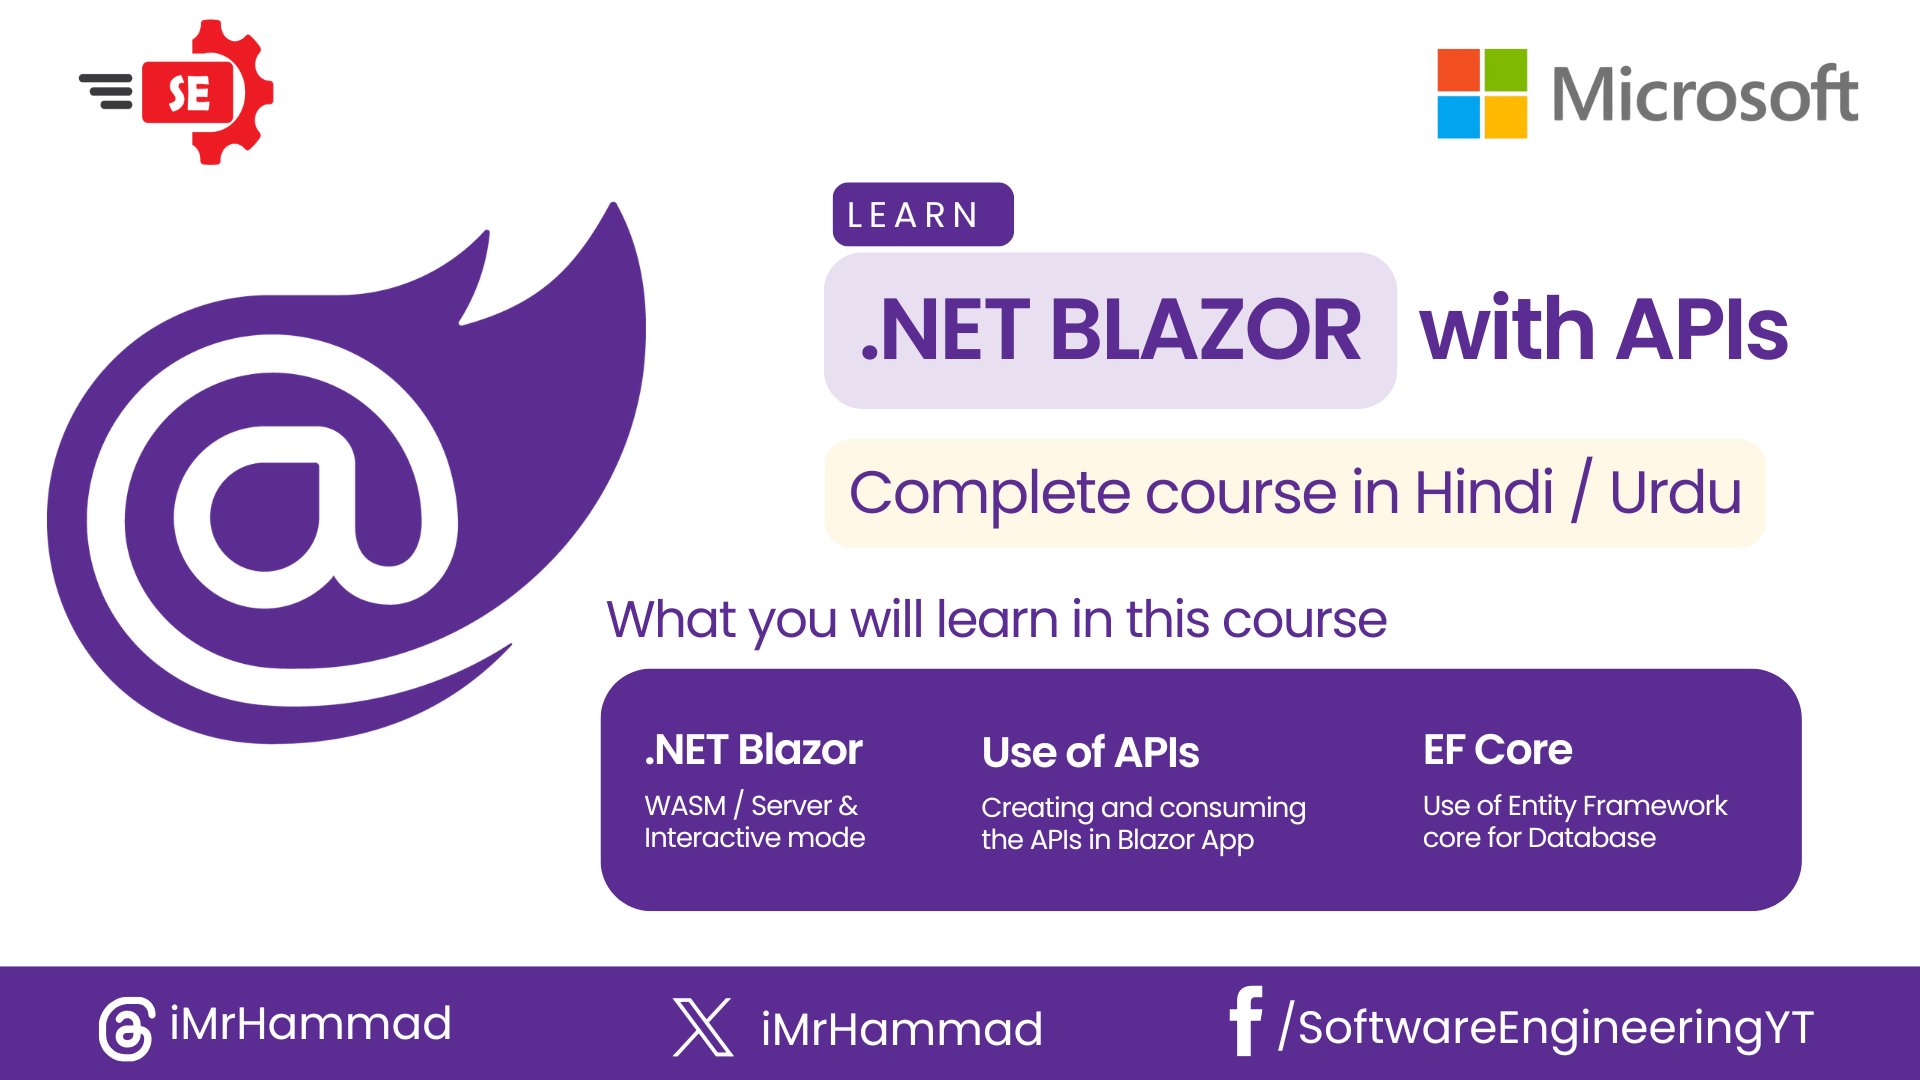 SE
Microsoft
LEARN
.NET BLAZOR with APIs
Complete course in Hindi / Urdu
What you will learn in this course
.NET Blazor
WASM / Server &
Interactive mode
Use of APIs
Creating and consuming
the APIs in Blazor App
EF Core
Use of Entity Framework
core for Database
iMrHammad
iMrHammad
/SoftwareEngineeringYT